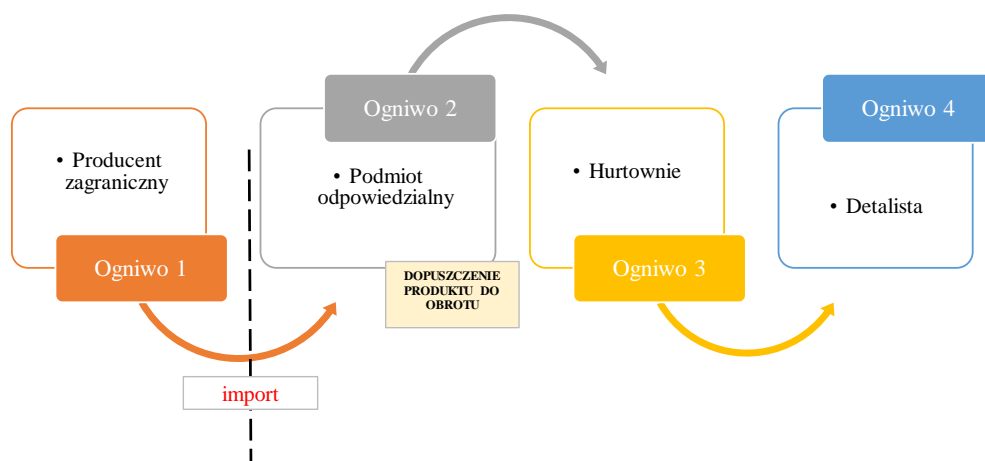 Ogniwo 1
• Producent
zagraniczny
import
Ogniwo 2
• Podmiot
odpowiedzialny
DOPUSZCZENIE
PRODUKTU DO
OBROTU
Ogniwo 3
• Hurtownie
Ogniwo 4
• Detalista